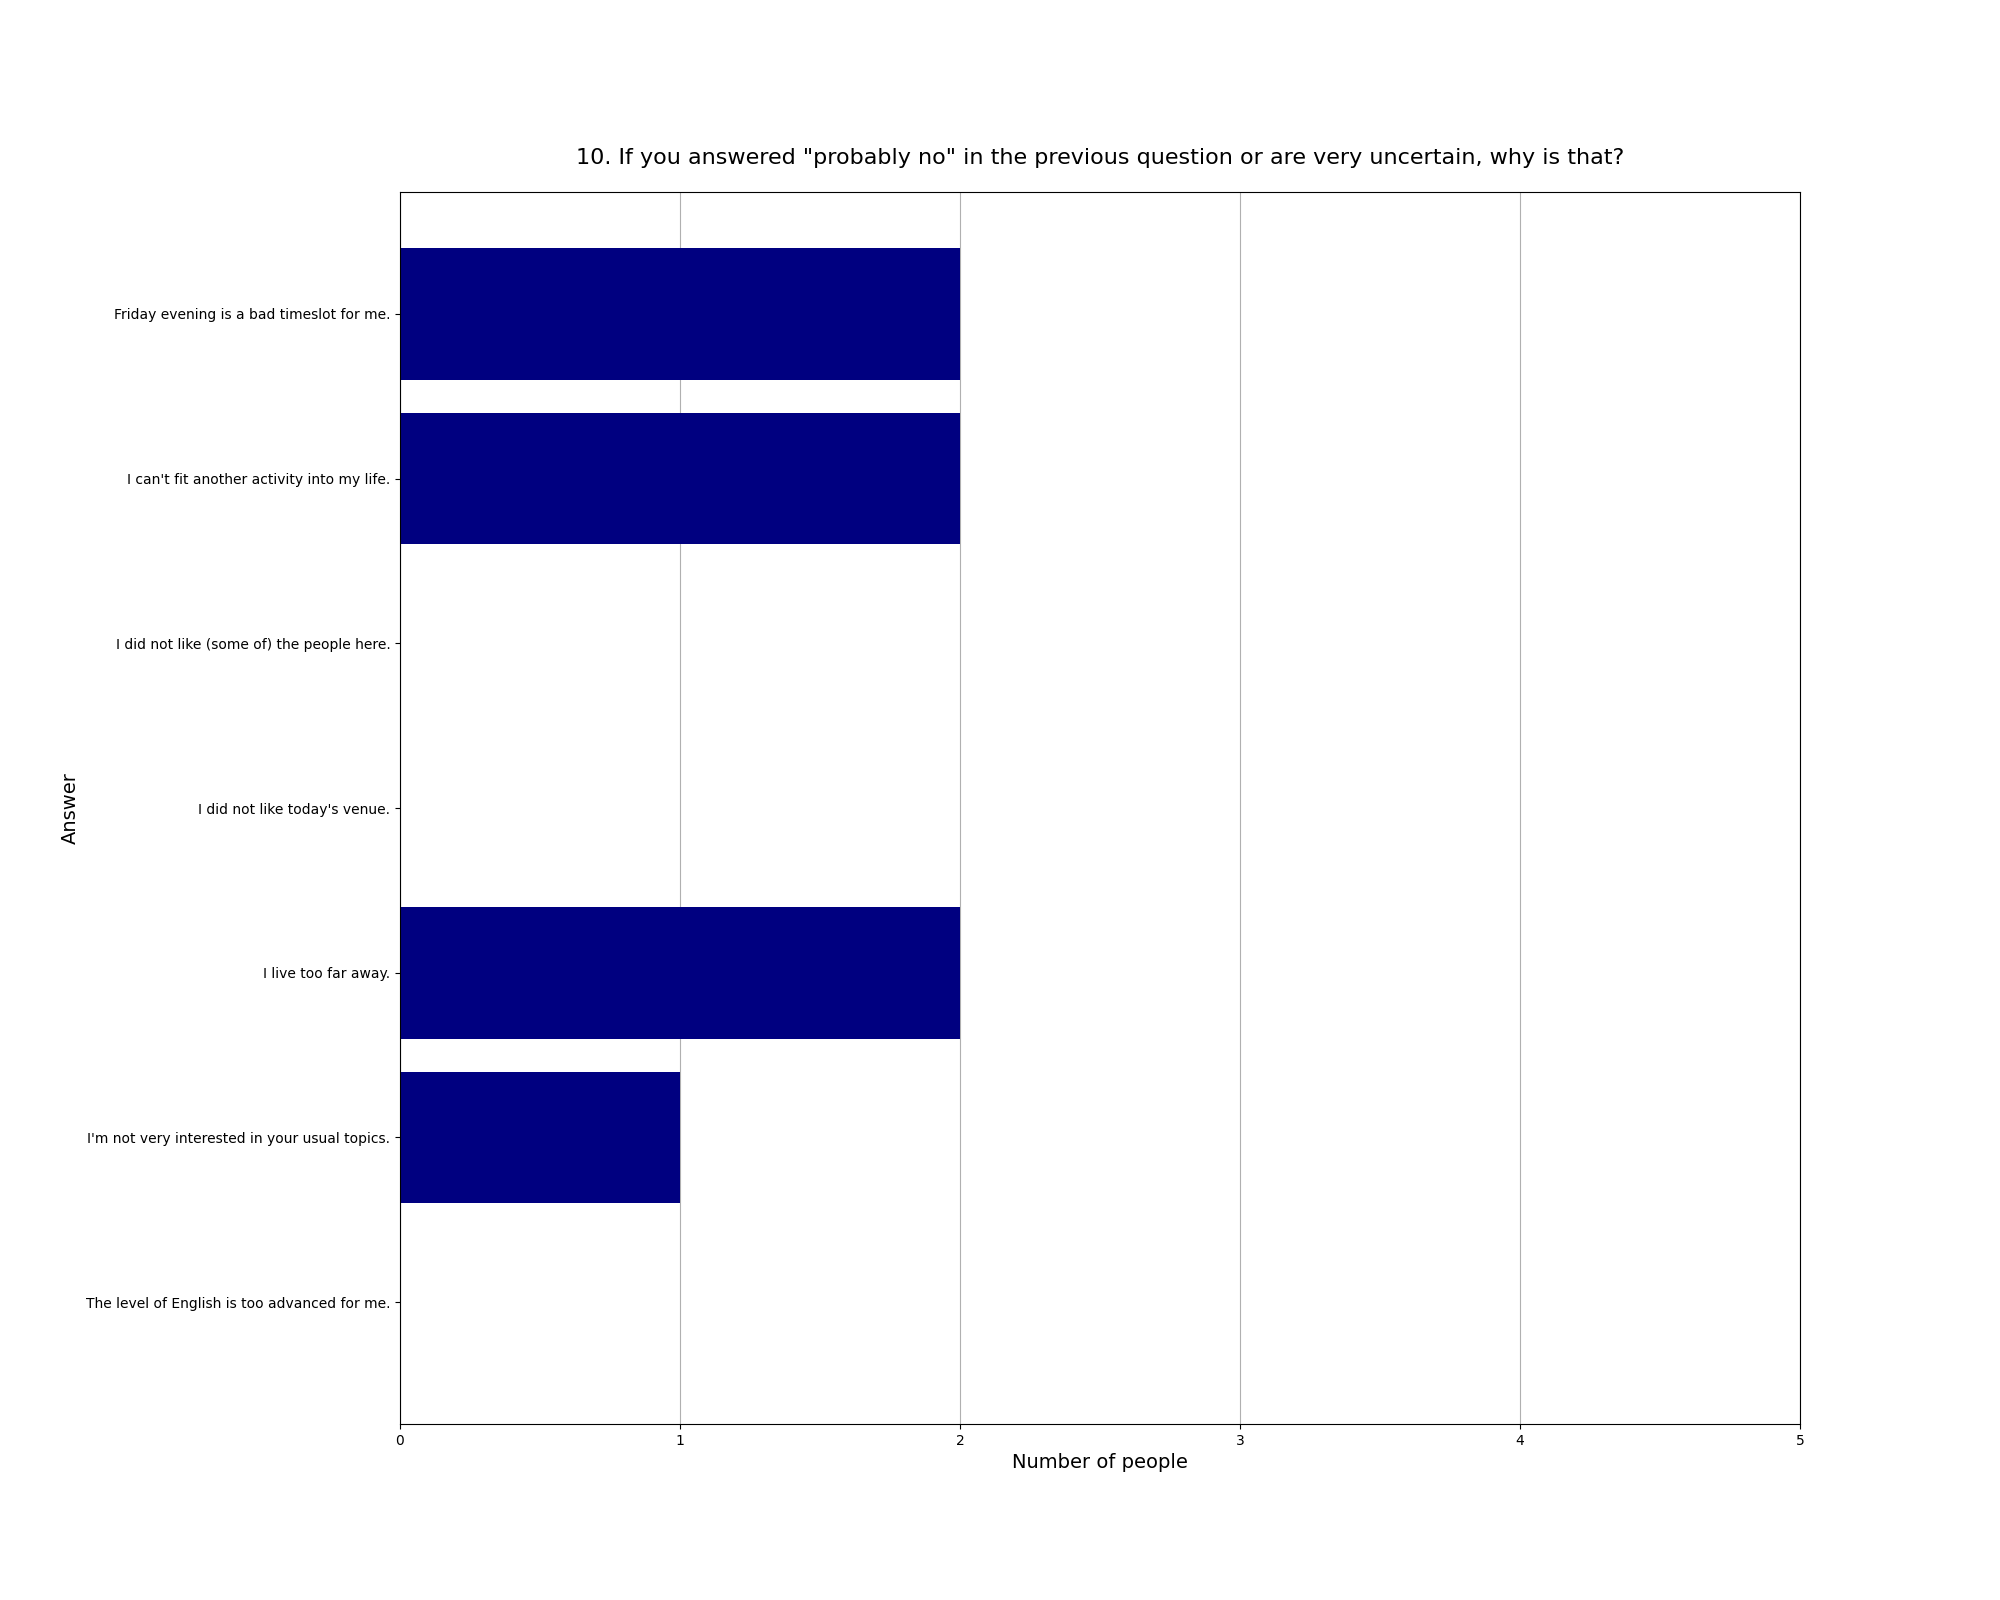 10. If you answered "probably no" in the previous question or are very uncertain, why is that?
Friday evening is a bad timeslot for me.
I can't fit another activity into my life.
I did not like (some of) the people here.
I did not like today's venue.
I live too far away.
I'm not very interested in your usual topics.
The level of English is too advanced for me.
Answer
0 1 2 3 4 5
Number of people